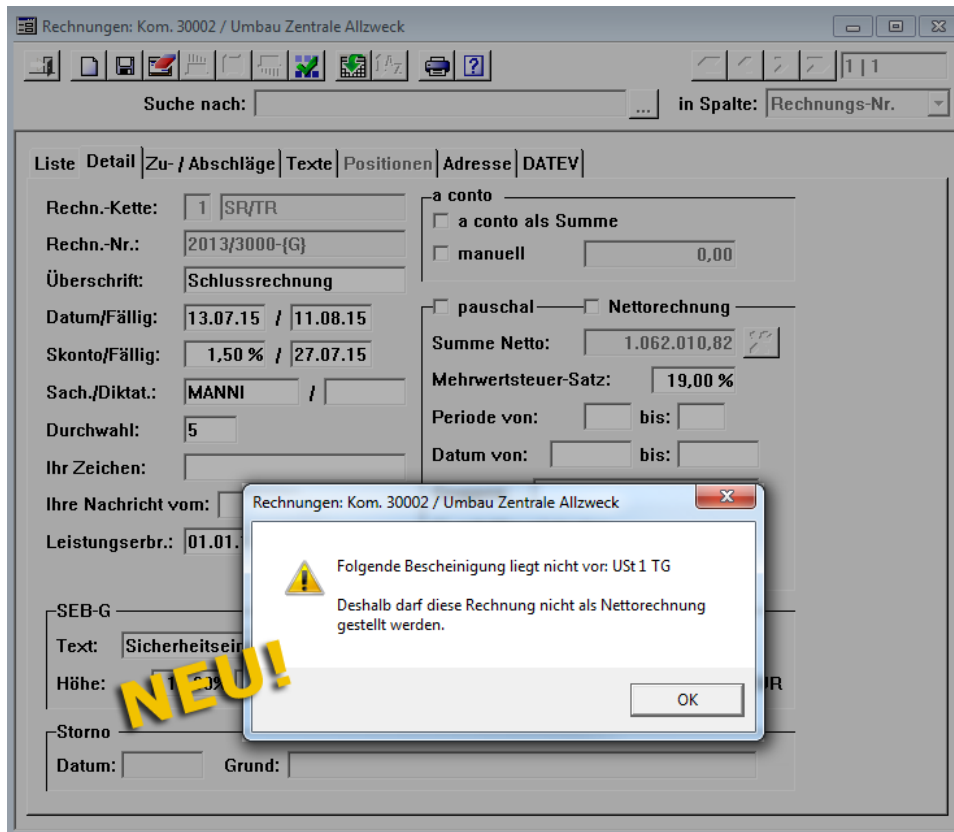 Rechnungen: Kom. 30002 / Umbau Zentrale Allzweck
1 | 1
Suche nach: ... in Spalte: Rechnungs-Nr.
Liste Detail Zu- / Abschläge Texte Positionen Adresse DATEV
Rechn.-Kette: 1 SR/TR
Rechn.-Nr.: 2013/3000-{G}
Überschrift: Schlussrechnung
Datum/Fällig: 13.07.15 / 11.08.15
Skonto/Fällig: 1,50 % / 27.07.15
Sach./Diktat.: MANNI /
Durchwahl: 5
Ihr Zeichen:
Ihre Nachricht vom:
Leistungserbr.: 01.01.
a conto
a conto als Summe
manuell 0,00
pauschal Nettorechnung
Summe Netto: 1.062.010,82
Mehrwertsteuer-Satz: 19,00 %
Periode von: bis:
Datum von: bis:
Rechnungen: Kom. 30002 / Umbau Zentrale Allzweck
Folgende Bescheinigung liegt nicht vor: USt 1 TG
Deshalb darf diese Rechnung nicht als Nettorechnung
gestellt werden.
OK
SEB-G
Text: Sicherheitsein
Höhe:
NEU!
Storno
Datum: Grund: